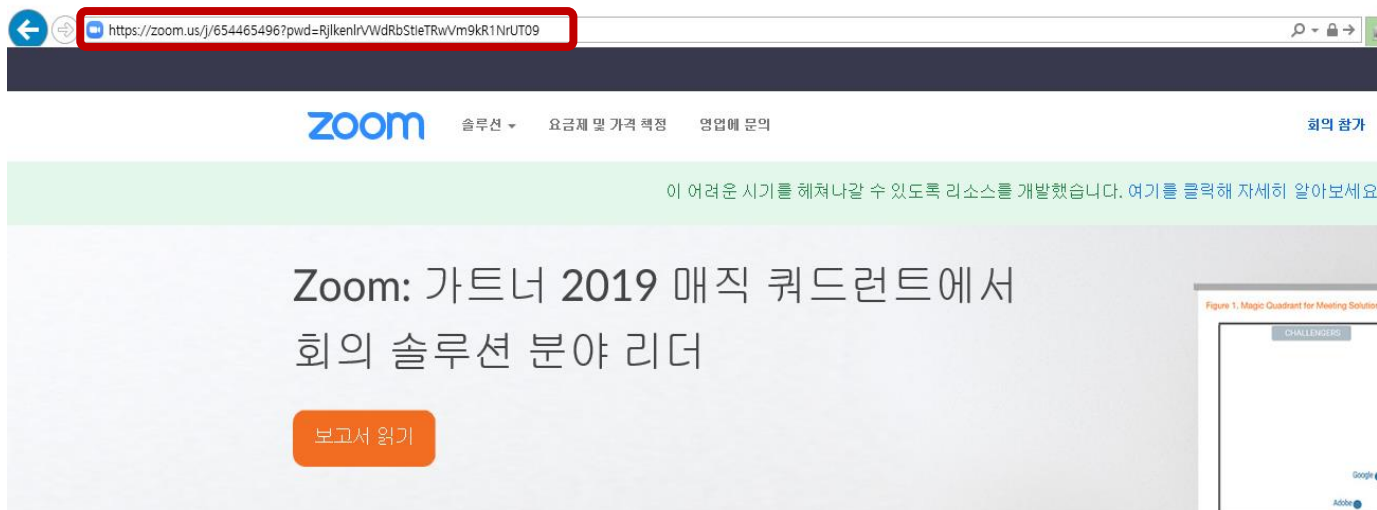 https://zoom.us/j/654465496?pwd=RjlkenlrVWdRbStieTRwVm9kR1NrUT09
zoom 솔루션 요금제 및 가격 책정 영업에 문의 회의 참가
이 어려운 시기를 헤쳐나갈 수 있도록 리소스를 개발했습니다. 여기를 클릭해 자세히 알아보세요
Zoom: 가트너 2019 매직 쿼드런트에서
회의 솔루션 분야 리더
Figure 1. Magic Quadrant for Meeting Solution
CHALLENGERS
보고서 읽기
Google
Adobe